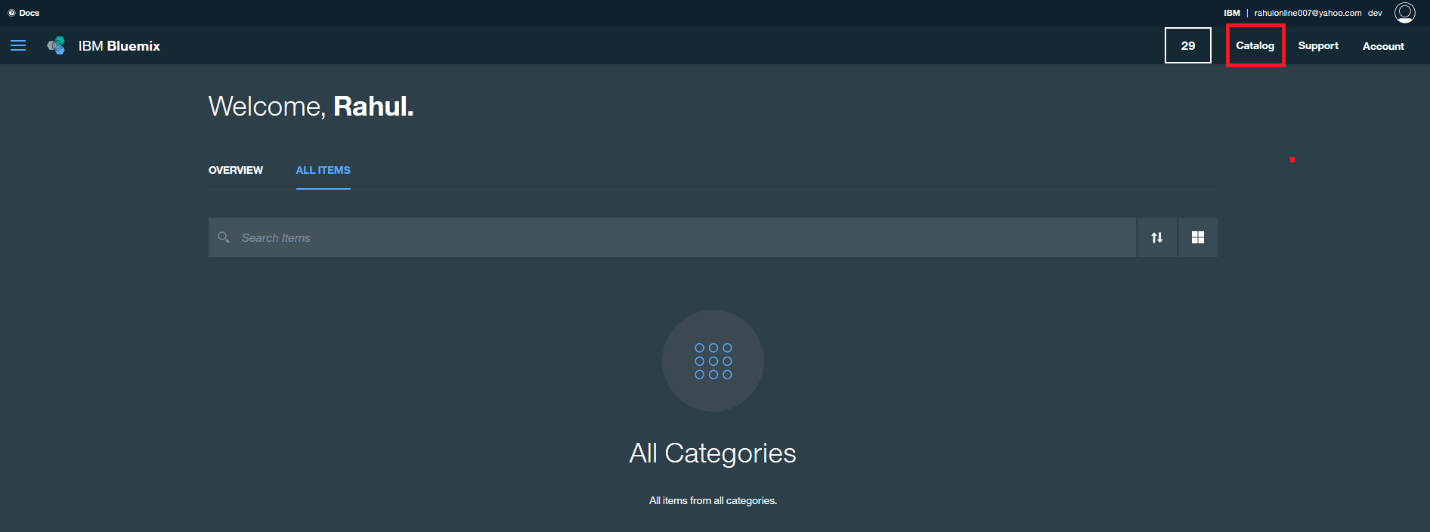 Docs
IBM | rahulonline007@yahoo.com dev
IBM Bluemix
29 Catalog Support Account
Welcome, Rahul.
OVERVIEW ALL ITEMS
Search Items
All Categories
All items from all categories.